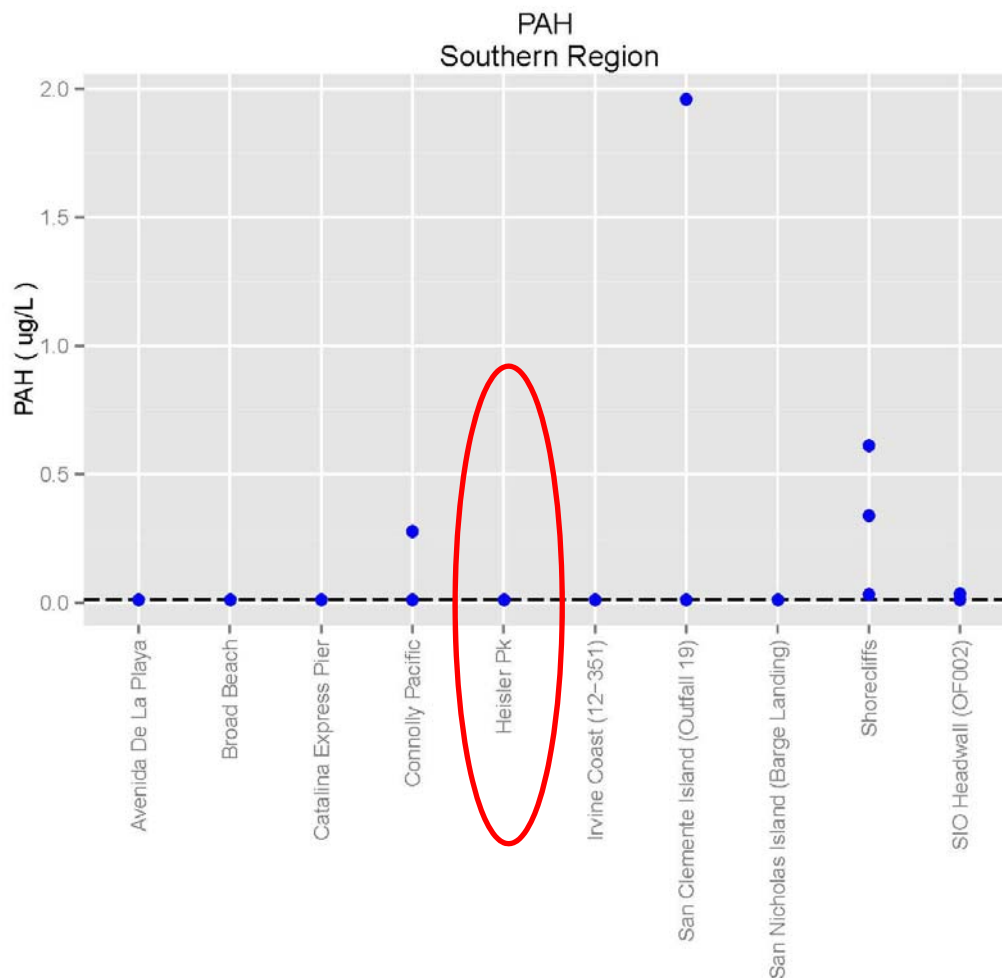 PAH
Southern Region
PAH ( ug/L )
2.0
1.5
1.0
0.5
0.0
Avenida De La Playa
Broad Beach
Catalina Express Pier
Connolly Pacific
Heisler Pk
Irvine Coast (12-351)
San Clemente Island (Outfall 19)
San Nicholas Island (Barge Landing)
Shorecliffs
SIO Headwall (OF002)